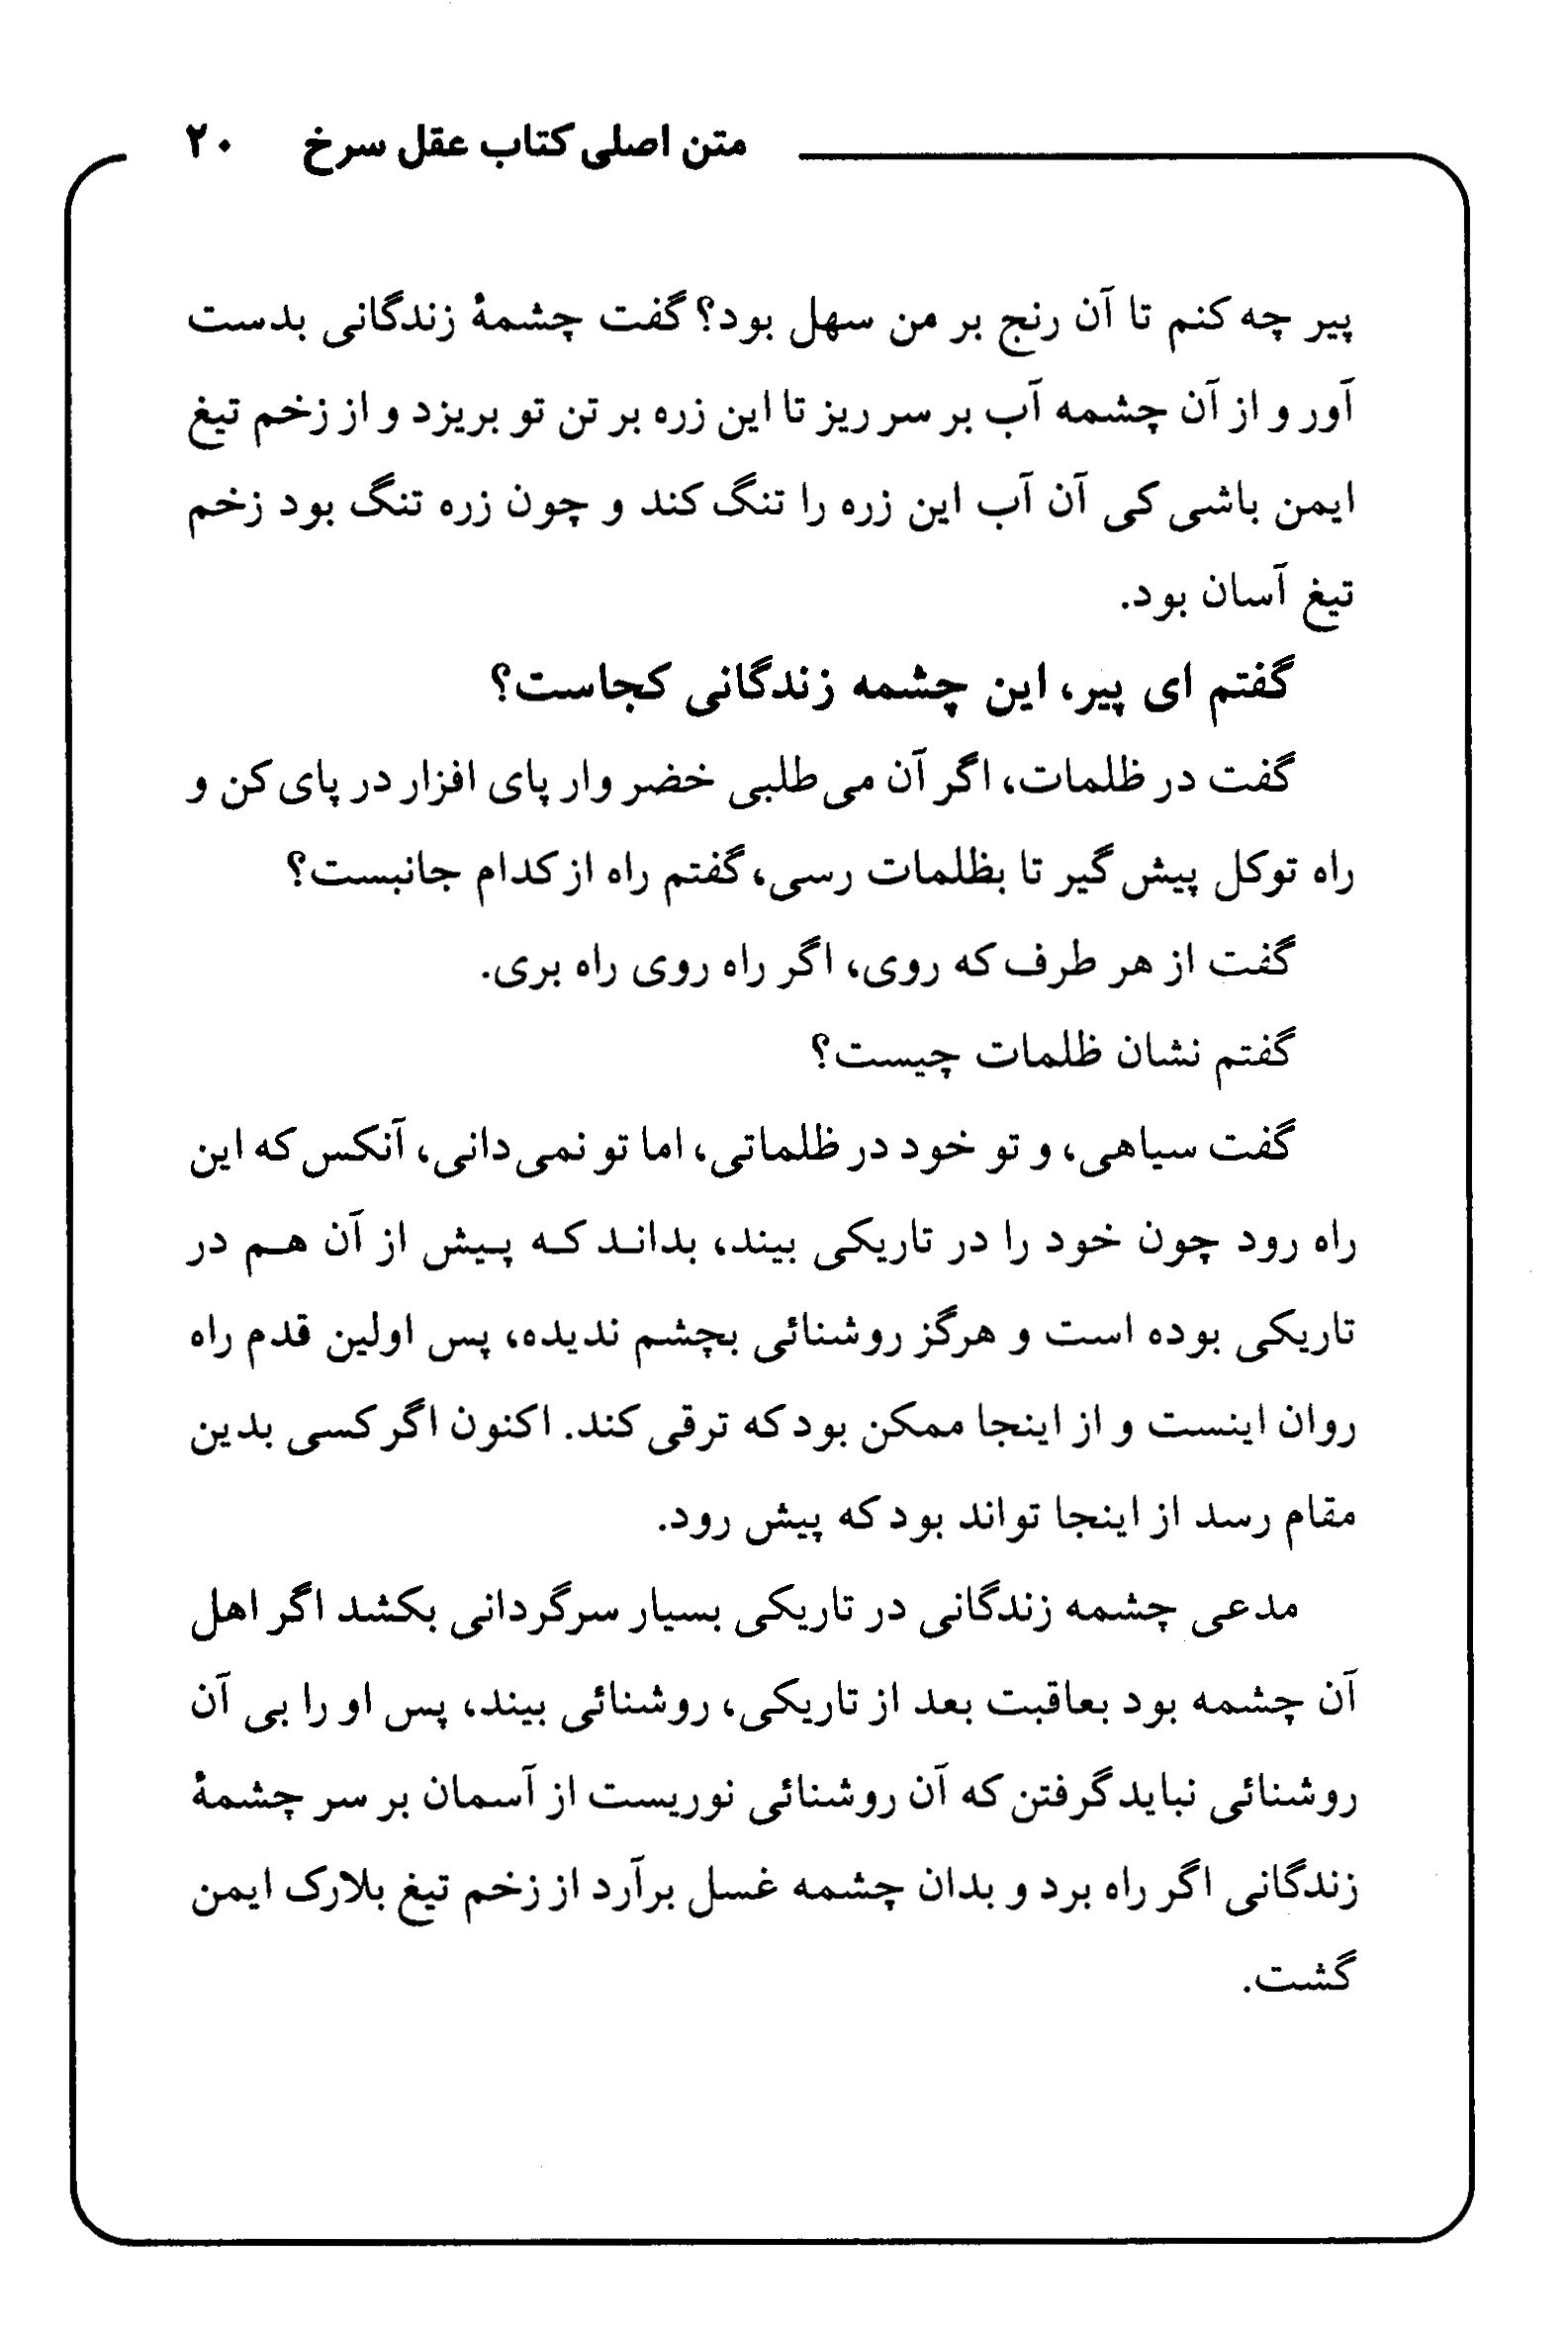 متن اصلی کتاب عقل سرخ ۲۰
پیر چه کنم تا آن رنج بر من سهل بود؟ گفت چشمهٔ زندگانی بدست
آور و از آن چشمه آب بر سر ریز تا این زره بر تن تو بریزد و از زخم تیغ
ایمن باشی کی آن آب این زره را تنگ کند و چون زره تنگ بود زخم
تیغ آسان بود.
گفتم ای پیر، این چشمه زندگانی کجاست؟
گفت در ظلمات، اگر آن می‌طلبی خضر وار پای افزار در پای کن و
راه توکل پیش گیر تا بظلمات رسی، گفتم راه از کدام جانبست؟
گفت از هر طرف که روی، اگر راه روی راه بری.
گفتم نشان ظلمات چیست؟
گفت سیاهی، و تو خود در ظلماتی، اما تو نمی‌دانی، آنکس که این
راه رود چون خود را در تاریکی بیند، بداند که پیش از آن هم در
تاریکی بوده است و هرگز روشنائی بچشم ندیده، پس اولین قدم راه
روان اینست و از اینجا ممکن بود که ترقی کند. اکنون اگر کسی بدین
مقام رسد از اینجا تواند بود که پیش رود.
مدعی چشمه زندگانی در تاریکی بسیار سرگردانی بکشد اگر اهل
آن چشمه بود بعاقبت بعد از تاریکی، روشنائی بیند، پس او را بی آن
روشنائی نباید گرفتن که آن روشنائی نوریست از آسمان بر سر چشمهٔ
زندگانی اگر راه برد و بدان چشمه غسل برآرد از زخم تیغ بلارک ایمن
گشت.